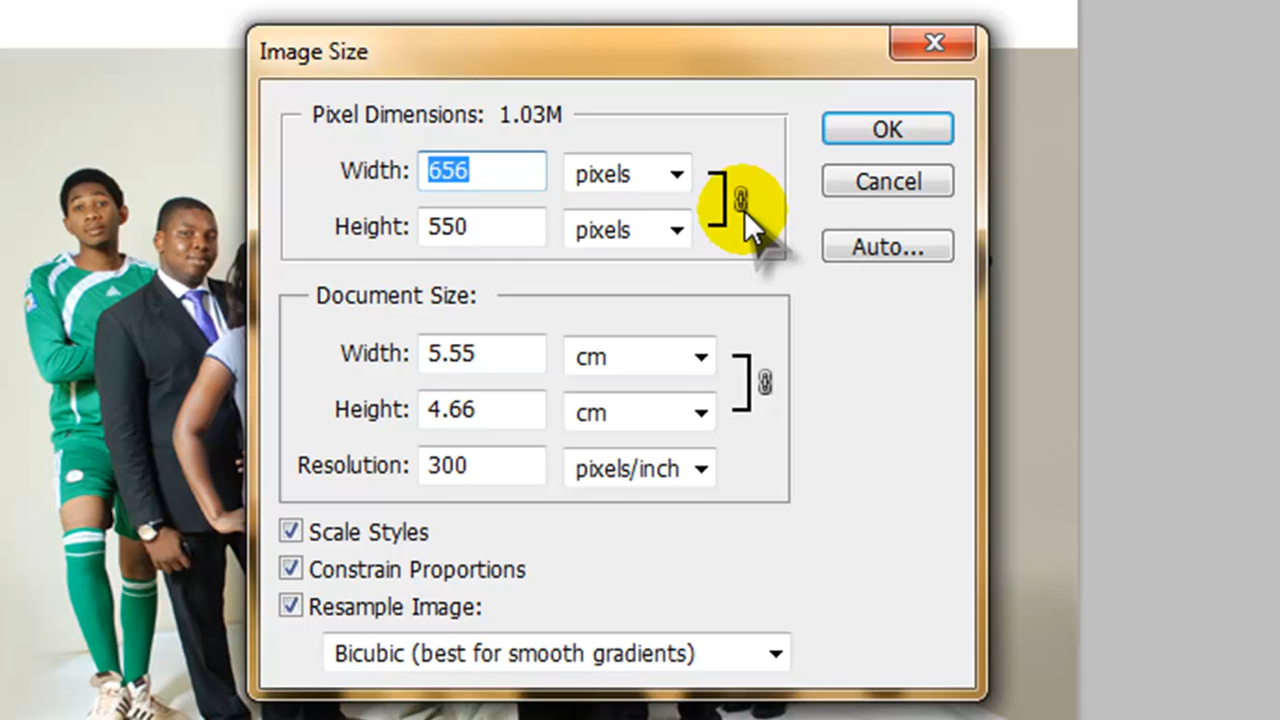 Image Size
Pixel Dimensions: 1.03M
Width: 656 pixels
Height: 550 pixels
OK
Cancel
Auto...
Document Size:
Width: 5.55 cm
Height: 4.66 cm
Resolution: 300 pixels/inch
Scale Styles
Constrain Proportions
Resample Image:
Bicubic (best for smooth gradients)